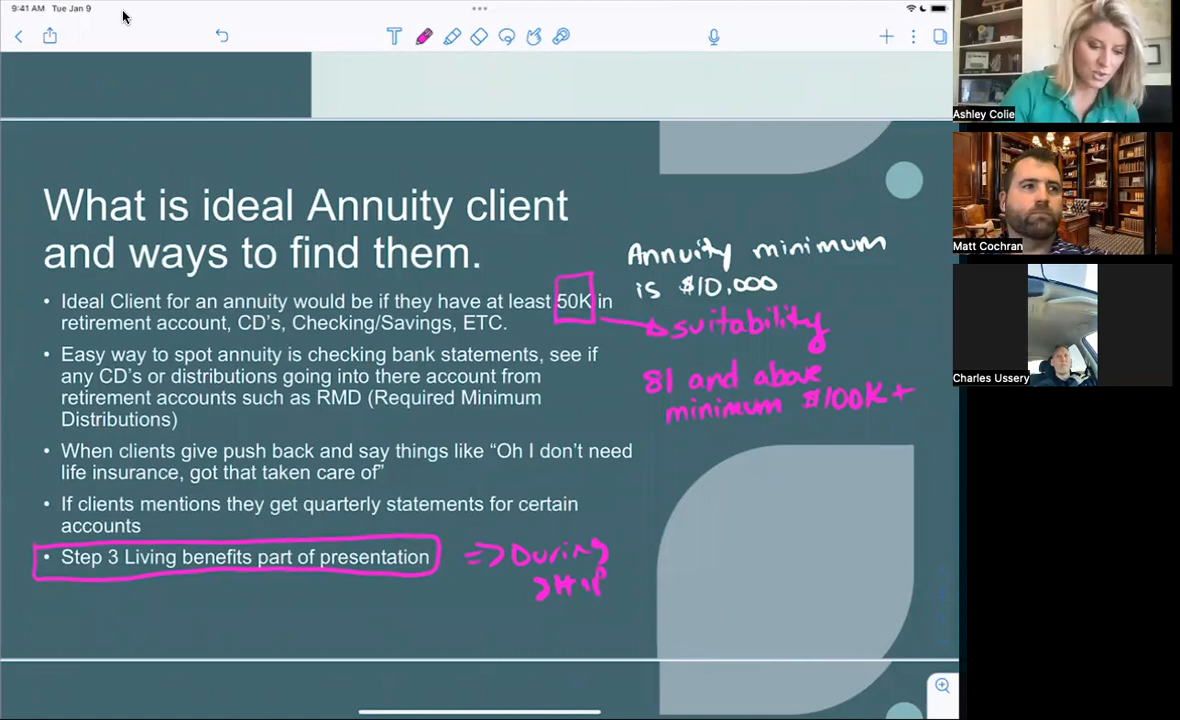 9:41 AM Tue Jan 9
What is ideal Annuity client
and ways to find them.
• Ideal Client for an annuity would be if they have at least 50K in
retirement account, CD's, Checking/Savings, ETC.
• Easy way to spot annuity is checking bank statements, see if
any CD's or distributions going into there account from
retirement accounts such as RMD (Required Minimum
Distributions)
• When clients give push back and say things like “Oh I don't need
life insurance, got that taken care of”
• If clients mentions they get quarterly statements for certain
accounts
• Step 3 Living benefits part of presentation
Annuity minimum
is $10,000
suitability
81 and above
minimum $100K+
=> During
Ashley Colie
Matt Cochran
Charles Ussery